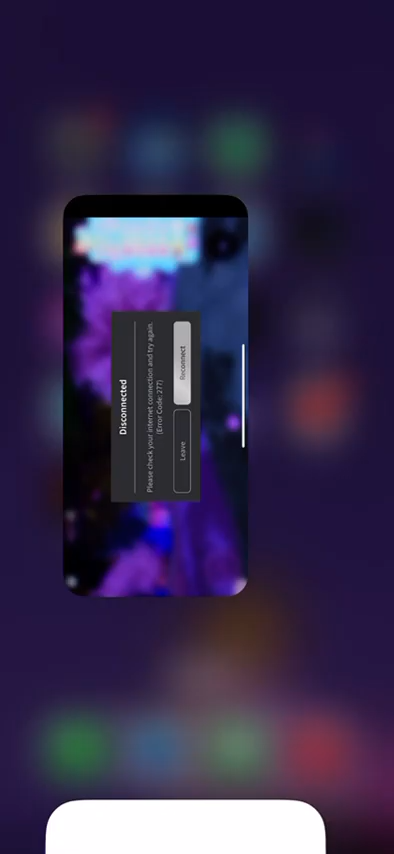 Disconnected
Please check your internet connection and try again.
(Error Code: 277)
Leave
Reconnect